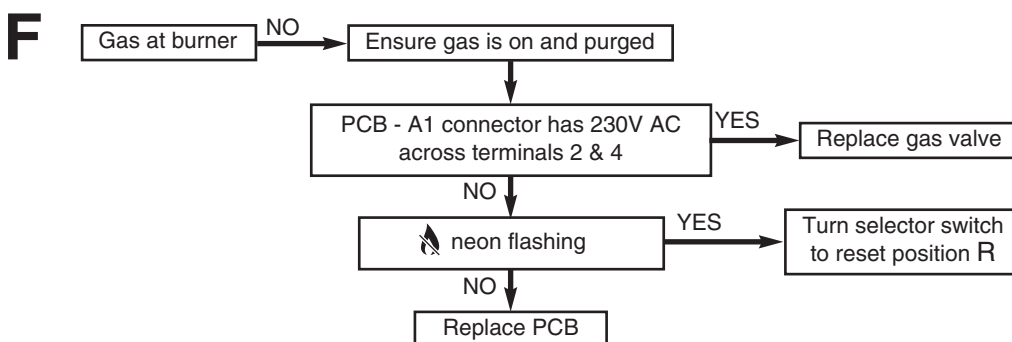 F
Gas at burner
NO
Ensure gas is on and purged
PCB - A1 connector has 230V AC
across terminals 2 & 4
YES
Replace gas valve
NO
neon flashing
YES
Turn selector switch
to reset position R
NO
Replace PCB